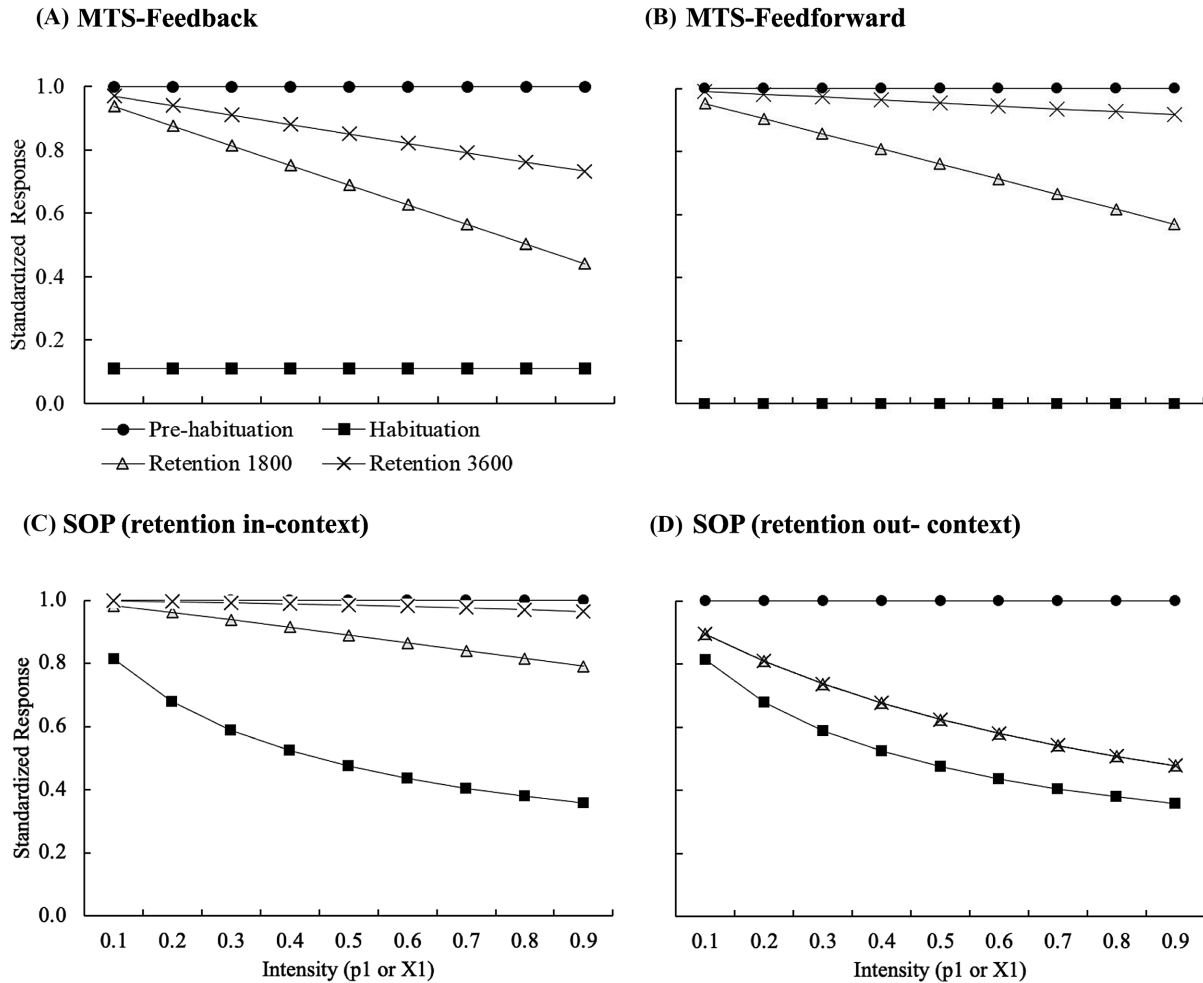 (A) MTS-Feedback
(B) MTS-Feedforward
Standardized Response
1.0
0.8
0.6
0.4
0.2
0.0
Pre-habituation
Habituation
Retention 1800
Retention 3600
(C) SOP (retention in-context)
(D) SOP (retention out- context)
Standardized Response
1.0
0.8
0.6
0.4
0.2
0.0
0.1 0.2 0.3 0.4 0.5 0.6 0.7 0.8 0.9
Intensity (p1 or X1)
0.1 0.2 0.3 0.4 0.5 0.6 0.7 0.8 0.9
Intensity (p1 or X1)